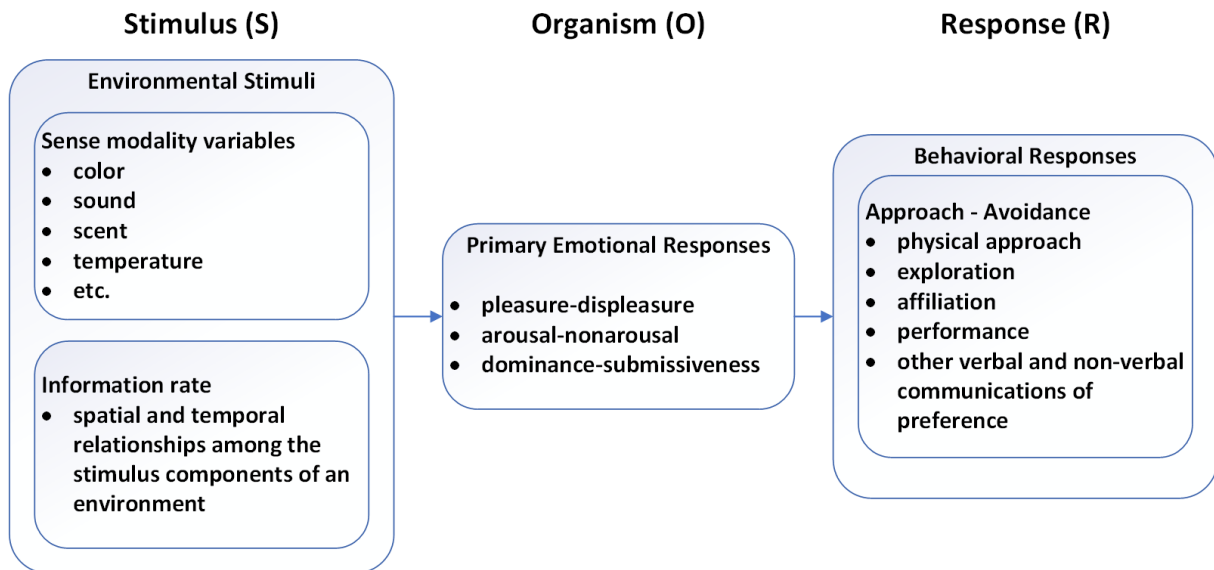 Stimulus (S)
Organism (O)
Response (R)
Environmental Stimuli
Sense modality variables
• color
• sound
• scent
• temperature
• etc.
Information rate
• spatial and temporal
relationships among the
stimulus components of an
environment
Primary Emotional Responses
• pleasure-displeasure
• arousal-nonarousal
• dominance-submissiveness
Behavioral Responses
Approach - Avoidance
• physical approach
• exploration
• affiliation
• performance
• other verbal and non-verbal
communications of
preference